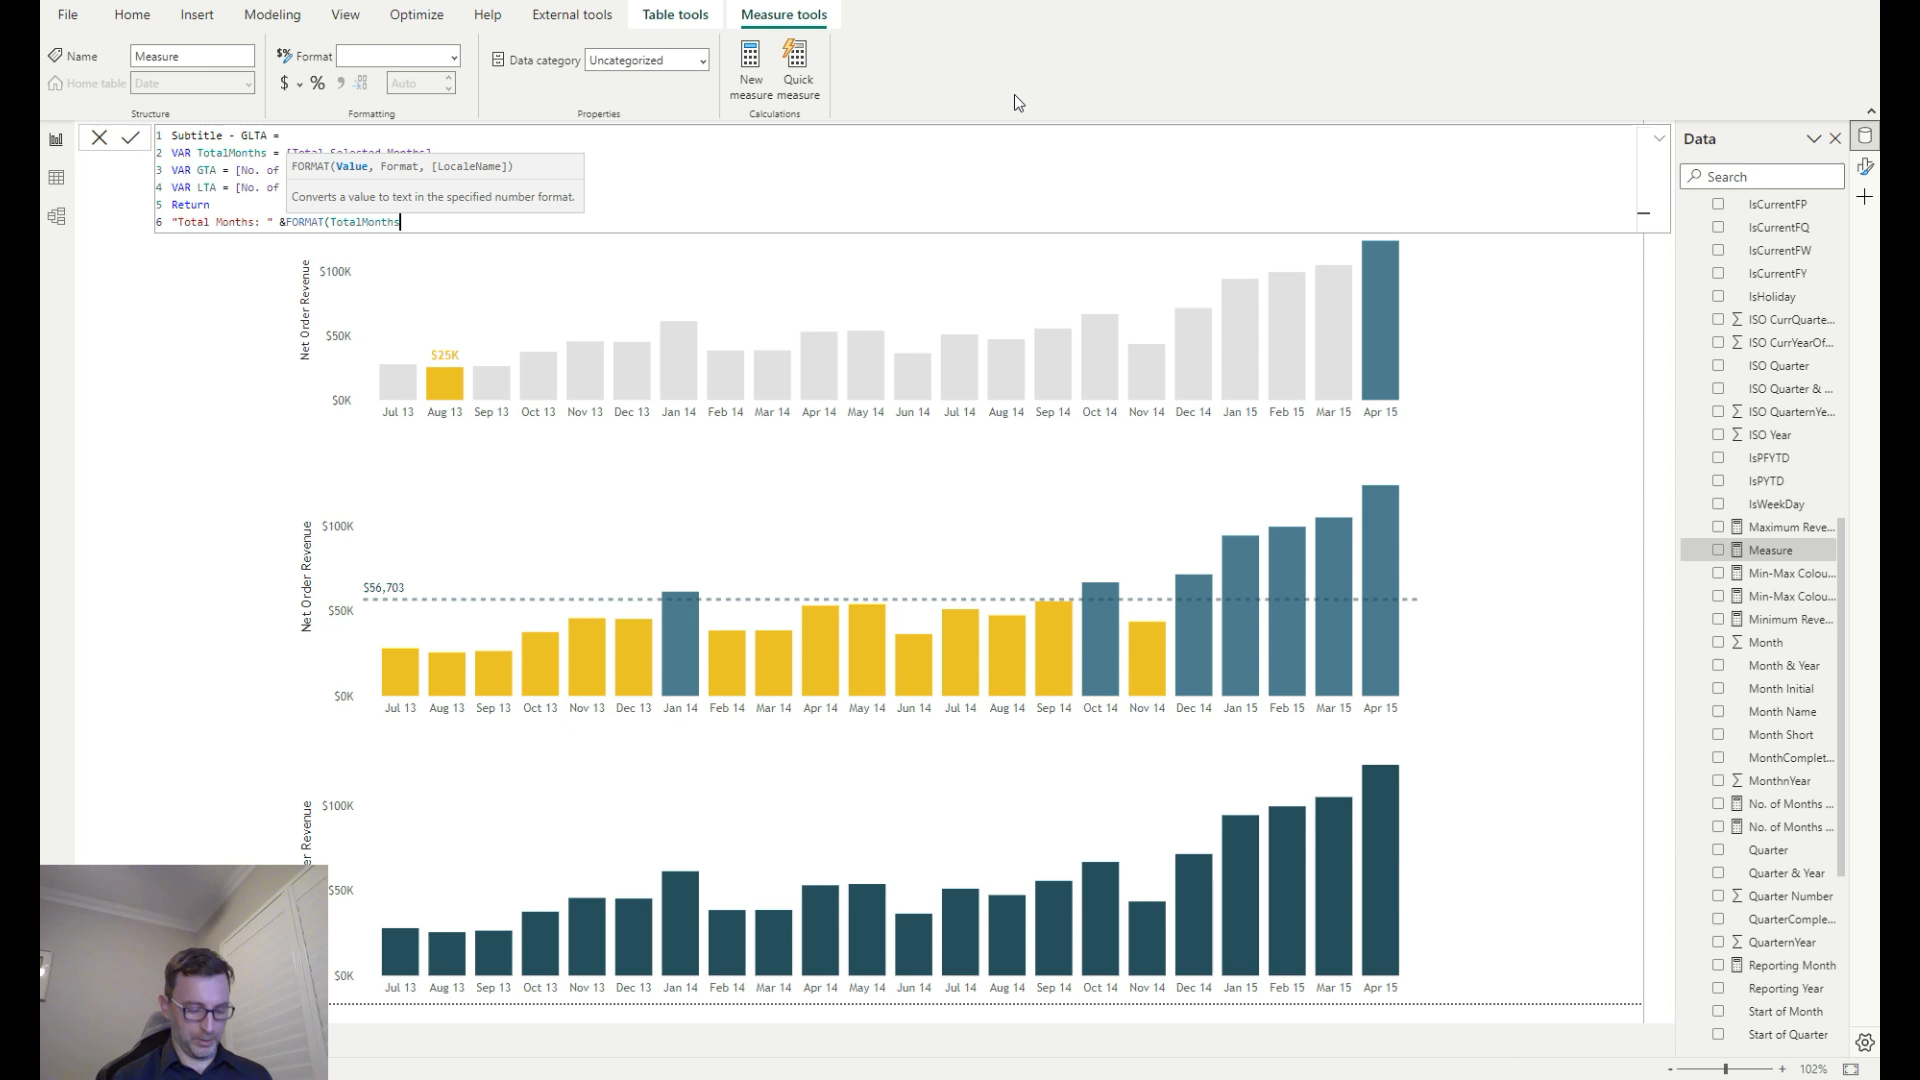 File Home Insert Modeling View Optimize Help External tools Table tools Measure tools
Name Measure
Home table Date
Structure
$% Format
$ % Auto
Formatting
Data category Uncategorized
Properties
New measure
Quick measure
Calculations
1 Subtitle - GLTA =
2 VAR TotalMonths = [Total Selected Months]
3 VAR GTA = [No. of
4 VAR LTA = [No. of
5 Return
6 "Total Months: " &FORMAT(TotalMonths
FORMAT(Value, Format, [LocaleName])
Converts a value to text in the specified number format.
Net Order Revenue
$100K
$50K
$0K
$25K
Jul 13 Aug 13 Sep 13 Oct 13 Nov 13 Dec 13 Jan 14 Feb 14 Mar 14 Apr 14 May 14 Jun 14 Jul 14 Aug 14 Sep 14 Oct 14 Nov 14 Dec 14 Jan 15 Feb 15 Mar 15 Apr 15
Net Order Revenue
$100K
$56,703
$50K
$0K
Jul 13 Aug 13 Sep 13 Oct 13 Nov 13 Dec 13 Jan 14 Feb 14 Mar 14 Apr 14 May 14 Jun 14 Jul 14 Aug 14 Sep 14 Oct 14 Nov 14 Dec 14 Jan 15 Feb 15 Mar 15 Apr 15
er Revenue
$100K
$50K
$0K
Jul 13 Aug 13 Sep 13 Oct 13 Nov 13 Dec 13 Jan 14 Feb 14 Mar 14 Apr 14 May 14 Jun 14 Jul 14 Aug 14 Sep 14 Oct 14 Nov 14 Dec 14 Jan 15 Feb 15 Mar 15 Apr 15
Data
Search
IsCurrentFP
IsCurrentFQ
IsCurrentFW
IsCurrentFY
IsHoliday
ISO CurrQuarte...
ISO CurrYearOf...
ISO Quarter
ISO Quarter & ...
ISO QuarternYe...
ISO Year
IsPFYTD
IsPYTD
IsWeekDay
Maximum Reve...
Measure
Min-Max Colou...
Min-Max Colou...
Minimum Reve...
Month
Month & Year
Month Initial
Month Name
Month Short
MonthComplet...
MonthnYear
No. of Months ...
No. of Months ...
Quarter
Quarter & Year
Quarter Number
QuarterComple...
QuarternYear
Reporting Month
Reporting Year
Start of Month
Start of Quarter
- + 102%